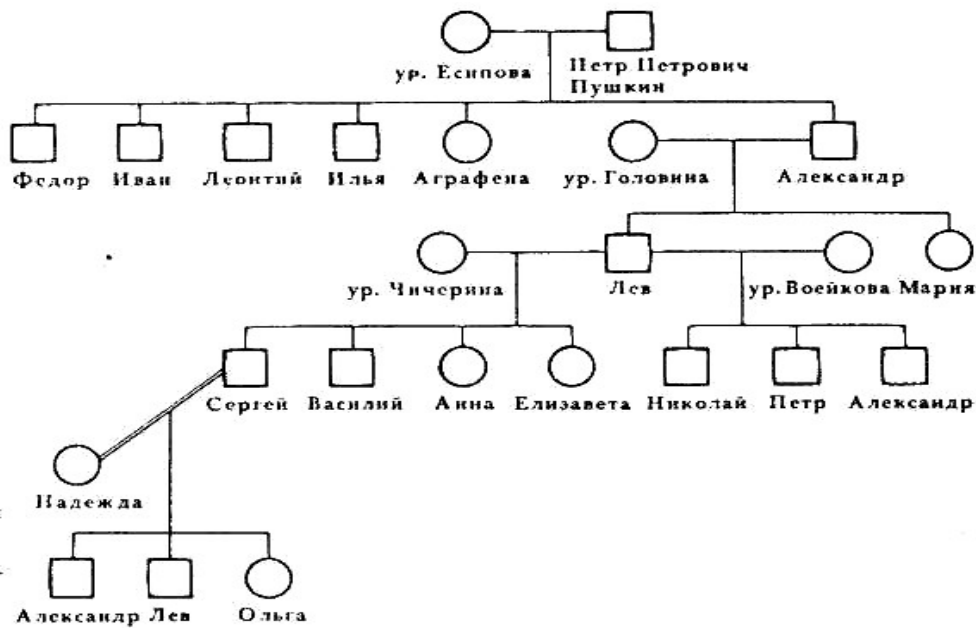 ур. Есипова
Петр Петрович
Пушкин
Федор Иван Леонтий Илья Аграфена ур. Головина Александр
ур. Чичерина Лев ур. Воейкова Мария
Сергей Василий Анна Елизавета Николай Петр Александр
Надежда
Александр Лев Ольга